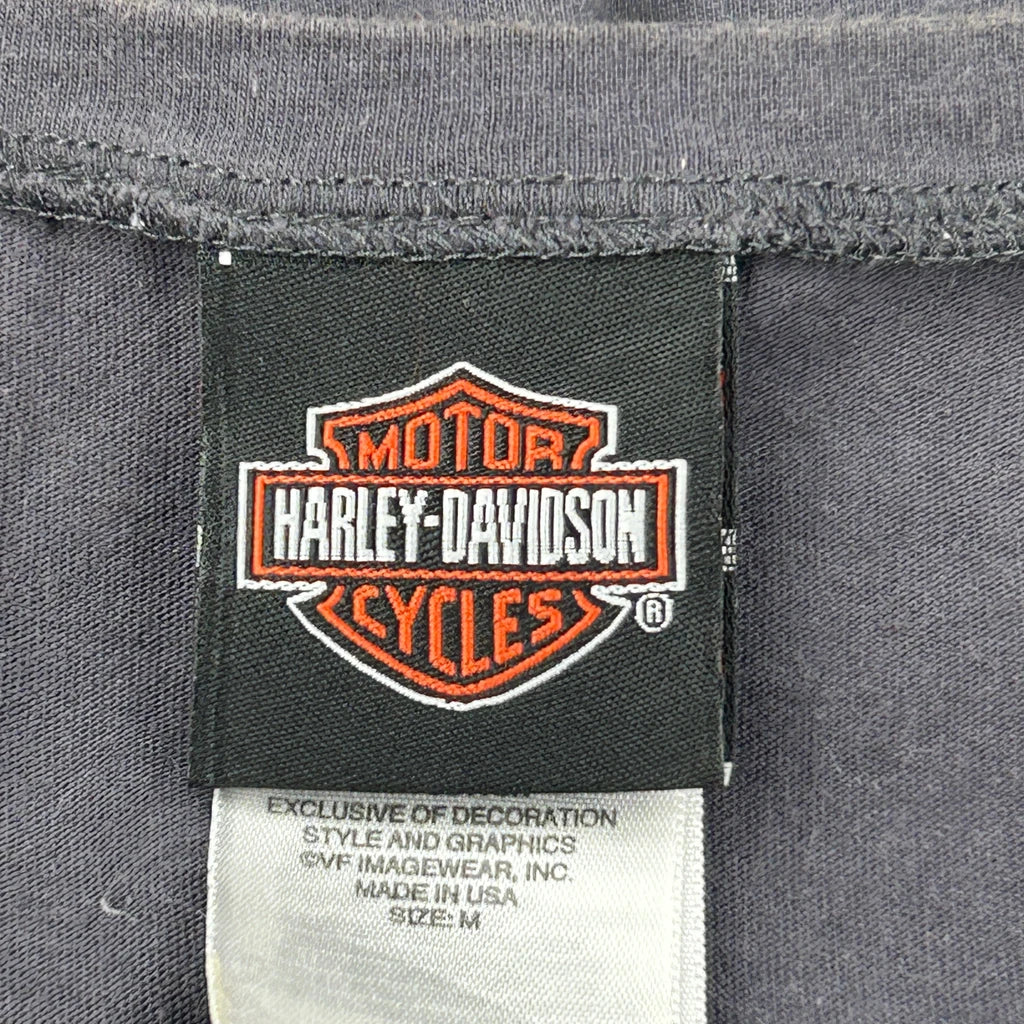 MOTOR
HARLEY-DAVIDSON
CYCLES
®
EXCLUSIVE OF DECORATION
STYLE AND GRAPHICS
©VF IMAGEWEAR, INC.
MADE IN USA
SIZE: M